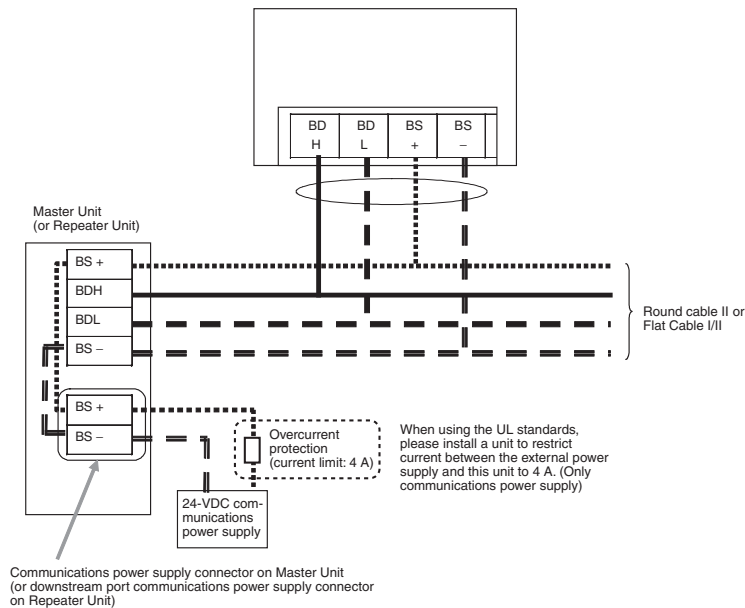 BD
H
BD
L
BS
+
BS
–
Master Unit
(or Repeater Unit)
BS +
BDH
BDL
BS –
Round cable II or
Flat Cable I/II
BS +
BS –
Overcurrent
protection
(current limit: 4 A)
When using the UL standards,
please install a unit to restrict
current between the external power
supply and this unit to 4 A. (Only
communications power supply)
24-VDC com-
munications
power supply
Communications power supply connector on Master Unit
(or downstream port communications power supply connector
on Repeater Unit)